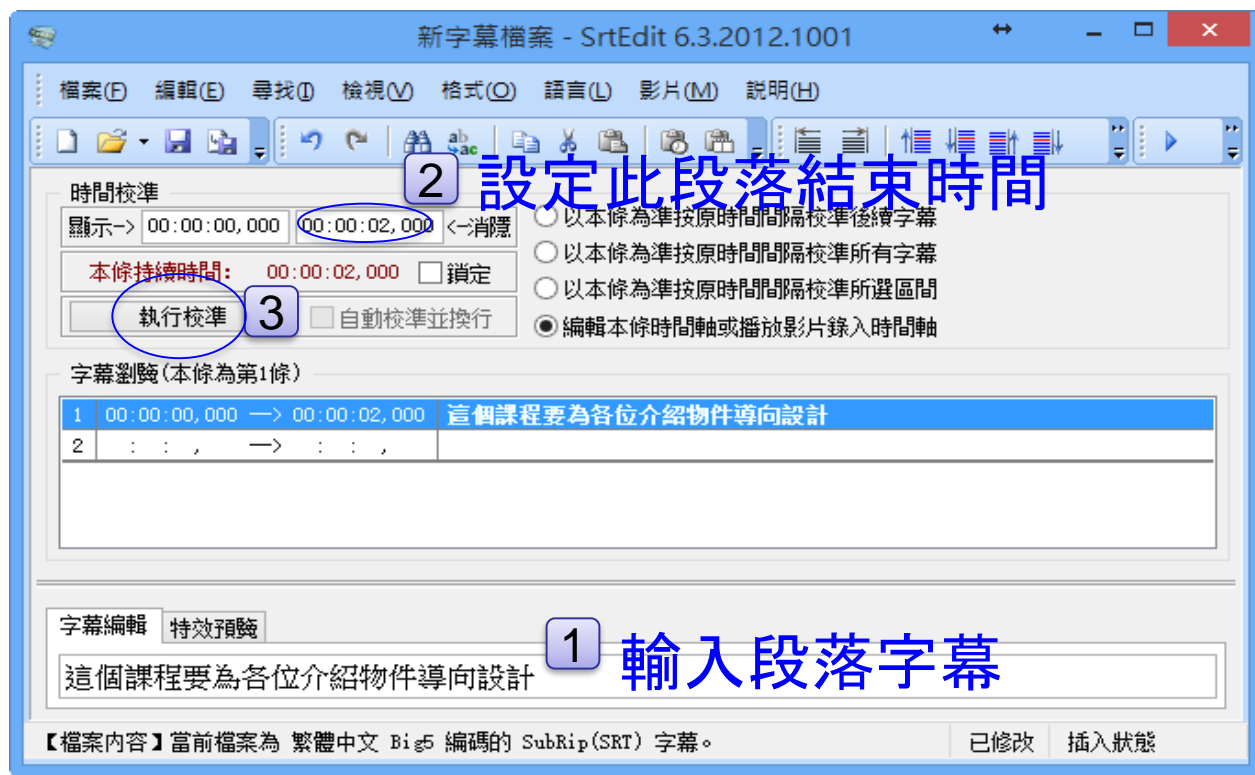 新字幕檔案 - SrtEdit 6.3.2012.1001
檔案(F) 編輯(E) 尋找(I) 檢視(V) 格式(O) 語言(L) 影片(M) 説明(H)
2 設定此段落結束時間
時間校準
顯示-> 00:00:00,000 00:00:02,000 <-消隱
以本條為準按原時間間隔校準後續字幕
以本條為準按原時間間隔校準所有字幕
本條持續時間: 00:00:02,000 鎖定
以本條為準按原時間間隔校準所選區間
執行校準 3 自動校準並換行
編輯本條時間軸或播放影片錄入時間軸
字幕瀏覽(本條為第1條)
1 00:00:00,000 —> 00:00:02,000 這個課程要為各位介紹物件導向設計
2 : : , —> : : ,
字幕編輯 特效預覽
1 輸入段落字幕
這個課程要為各位介紹物件導向設計
【檔案内容】當前檔案為 繁體中文 Big5 編碼的 SubRip(SRT) 字幕。 已修改 插入狀態